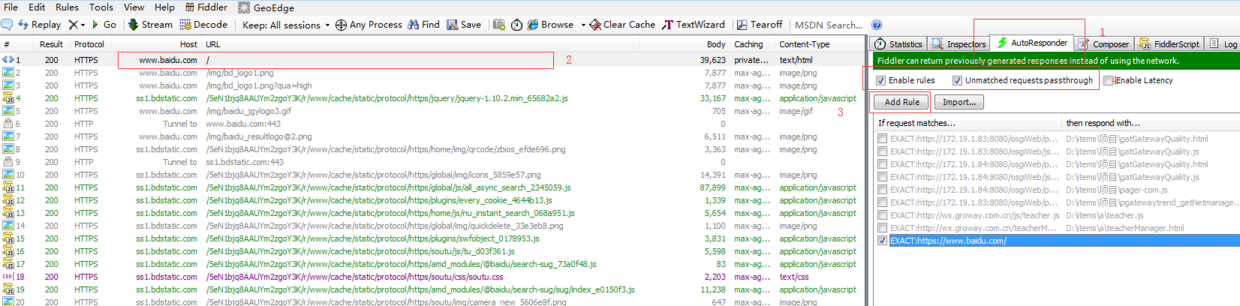 File Edit Rules Tools View Help Fiddler GeoEdge
Replay Go Stream Decode Keep: All sessions Any Process Find Save Browse Clear Cache TextWizard Tearoff MSDN Search...
1
Statistics Inspectors AutoResponder Composer FiddlerScript Log
# Result Protocol Host URL Body Caching Content-Type
1 200 HTTPS www.baidu.com / 39,623 private... text/html
2
2 200 HTTPS www.baidu.com /img/bd_logo1.png 7,877 max-ag... image/png
3 200 HTTPS www.baidu.com /img/bd_logo1.png?qua=high 7,877 max-ag... image/png
4 200 HTTPS ss1.bdstatic.com /5eN1bjq8AAUYm2zgoY3K/r/www/cache/static/protocol/https/jquery/jquery-1.10.2.min_65682a2.js 33,167 max-ag... application/javascript
5 200 HTTPS www.baidu.com /img/baidu_jgylogo3.gif 705 max-ag... image/gif
6 200 HTTP Tunnel to www.baidu.com:443 0
7 200 HTTPS www.baidu.com /img/baidu_resultlogo@2.png 6,511 max-ag... image/png
8 200 HTTPS ss1.bdstatic.com /5eN1bjq8AAUYm2zgoY3K/r/www/cache/static/protocol/https/home/img/qrcode/zbios_efde696.png 3,363 max-ag... image/png
9 200 HTTP Tunnel to ss1.bdstatic.com:443 0
10 200 HTTPS ss1.bdstatic.com /5eN1bjq8AAUYm2zgoY3K/r/www/cache/static/protocol/https/global/img/icons_5859e57.png 14,391 max-ag... image/png
11 200 HTTPS ss1.bdstatic.com /5eN1bjq8AAUYm2zgoY3K/r/www/cache/static/protocol/https/global/js/all_async_search_2345059.js 87,899 max-ag... application/javascript
12 200 HTTPS ss1.bdstatic.com /5eN1bjq8AAUYm2zgoY3K/r/www/cache/static/protocol/https/plugins/every_cookie_4644b13.js 1,339 max-ag... application/javascript
13 200 HTTPS ss1.bdstatic.com /5eN1bjq8AAUYm2zgoY3K/r/www/cache/static/protocol/https/home/js/nu_instant_search_068a951.js 5,654 max-ag... application/javascript
14 200 HTTPS ss1.bdstatic.com /5eN1bjq8AAUYm2zgoY3K/r/www/cache/static/protocol/https/global/img/quickdelete_33e3eb8.png 1,003 max-ag... image/png
15 200 HTTPS ss1.bdstatic.com /5eN1bjq8AAUYm2zgoY3K/r/www/cache/static/protocol/https/plugins/swfobject_0178953.js 3,831 max-ag... application/javascript
16 200 HTTPS ss1.bdstatic.com /5eN1bjq8AAUYm2zgoY3K/r/www/cache/static/protocol/https/soutu/js/tu_d03f361.js 5,598 max-ag... application/javascript
17 200 HTTPS ss1.bdstatic.com /5eN1bjq8AAUYm2zgoY3K/r/www/cache/static/protocol/https/amd_modules/@baidu/search-sug_73a0f48.js 83 max-ag... application/javascript
18 200 HTTPS ss1.bdstatic.com /5eN1bjq8AAUYm2zgoY3K/r/www/cache/static/protocol/https/soutu/css/soutu.css 2,203 max-ag... text/css
19 200 HTTPS ss1.bdstatic.com /5eN1bjq8AAUYm2zgoY3K/r/www/cache/static/protocol/https/amd_modules/@baidu/search-sug/sug/index_e0150f3.js 11,238 max-ag... application/javascript
20 200 HTTPS ss1.bdstatic.com /5eN1bjq8AAUYm2zgoY3K/r/www/cache/static/protocol/https/soutu/img/camera_new_5606e8f.png 647 max-ag... image/png
Fiddler can return previously generated responses instead of using the network.
Enable rules Unmatched requests passthrough Enable Latency
3
Add Rule Import...
If request matches... then respond with...
EXACT:http://172.19.1.83:8080/osgiWeb/p... D:\items\项目\gatGatewayQuality.html
EXACT:http://172.19.1.83:8080/osgiWeb/p... D:\items\项目\gatGatewayQuality.js
EXACT:http://172.19.1.84:8080/osgiWeb/p... D:\items\项目\gatGatewayQuality.html
EXACT:http://172.19.1.84:8080/osgiWeb/p... D:\items\项目\gatGatewayQuality.js
EXACT:http://172.19.1.84:8080/osgiWeb/js... D:\items\项目\pager-com.js
EXACT:http://172.19.1.84:8080/osgiWeb/p... D:\items\项目\pgatewaytrend_getNetmanage...
EXACT:http://wx.groway.com.cn/js/teacher.js D:\items\a\teacher.js
EXACT:http://wx.groway.com.cn/teacherM... D:\items\a\teacherManager.html
EXACT:https://www.baidu.com/